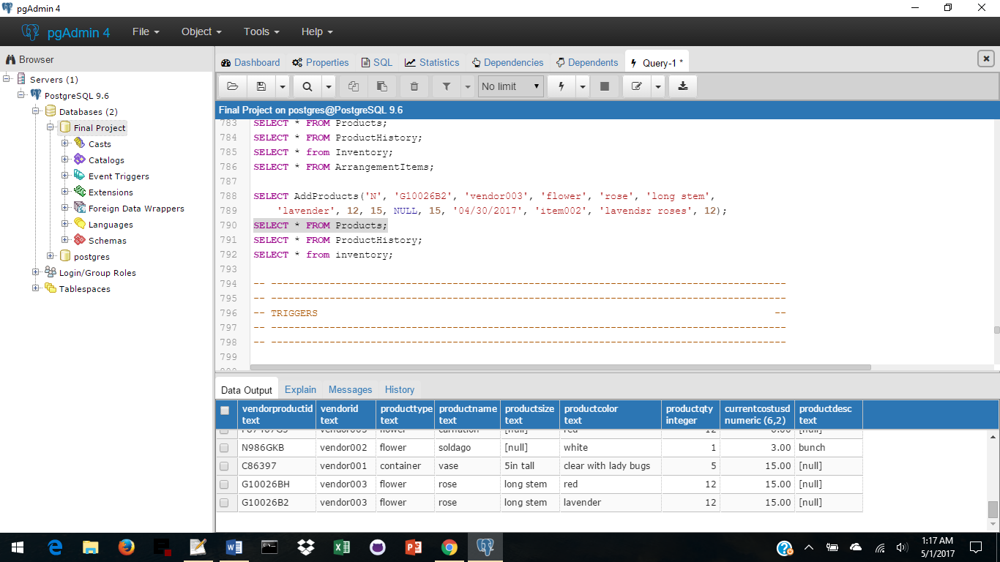 pgAdmin 4
pgAdmin 4 File Object Tools Help
Browser
Servers (1)
PostgreSQL 9.6
Databases (2)
Final Project
Casts
Catalogs
Event Triggers
Extensions
Foreign Data Wrappers
Languages
Schemas
postgres
Login/Group Roles
Tablespaces
Dashboard Properties SQL Statistics Dependencies Dependents Query-1 *
No limit
Final Project on postgres@PostgreSQL 9.6
783 SELECT * FROM Products;
784 SELECT * FROM ProductHistory;
785 SELECT * from Inventory;
786 SELECT * FROM ArrangementItems;
787
788 SELECT AddProducts('N', 'G10026B2', 'vendor003', 'flower', 'rose', 'long stem',
789 'lavender', 12, 15, NULL, 15, '04/30/2017', 'item002', 'lavendsr roses', 12);
790 SELECT * FROM Products;
791 SELECT * FROM ProductHistory;
792 SELECT * from inventory;
793
794 -- ----------------------------------------------------------------------------------------
795 -- ----------------------------------------------------------------------------------------
796 -- TRIGGERS --
797 -- ----------------------------------------------------------------------------------------
798 -- ----------------------------------------------------------------------------------------
799
Data Output Explain Messages History
vendorproductid vendorid producttype productname productsize productcolor productqty currentcostusd productdesc
text text text text text text integer numeric (6,2) text
N986GKB vendor002 flower soldago [null] white 1 3.00 bunch
C86397 vendor001 container vase 5in tall clear with lady bugs 5 15.00 [null]
G10026BH vendor003 flower rose long stem red 12 15.00 [null]
G10026B2 vendor003 flower rose long stem lavender 12 15.00 [null]
1:17 AM
5/1/2017